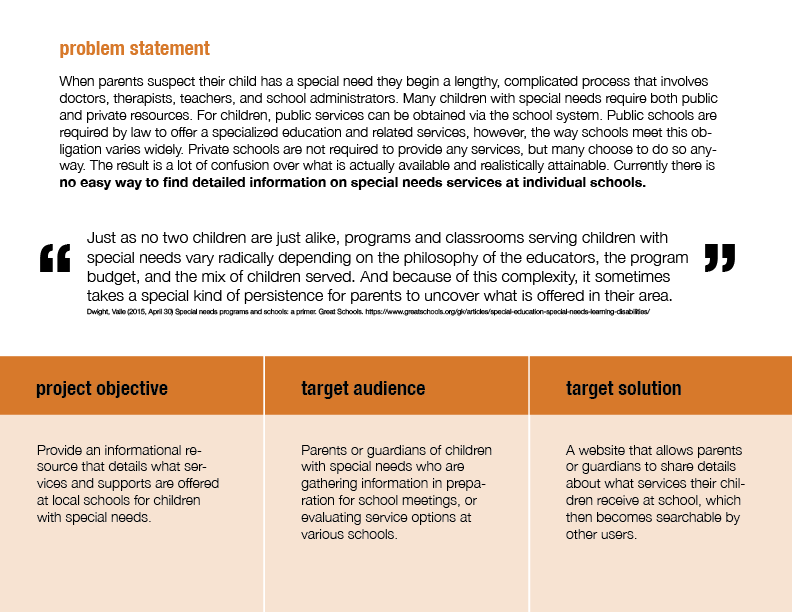 problem statement
When parents suspect their child has a special need they begin a lengthy, complicated process that involves
doctors, therapists, teachers, and school administrators. Many children with special needs require both public
and private resources. For children, public services can be obtained via the school system. Public schools are
required by law to offer a specialized education and related services, however, the way schools meet this ob-
ligation varies widely. Private schools are not required to provide any services, but many choose to do so any-
way. The result is a lot of confusion over what is actually available and realistically attainable. Currently there is
no easy way to find detailed information on special needs services at individual schools.
“ Just as no two children are just alike, programs and classrooms serving children with
special needs vary radically depending on the philosophy of the educators, the program
budget, and the mix of children served. And because of this complexity, it sometimes
takes a special kind of persistence for parents to uncover what is offered in their area. ”
Dwight, Valle (2015, April 30) Special needs programs and schools: a primer. Great Schools. https://www.greatschools.org/gk/articles/special-education-special-needs-learning-disabilities/
project objective
Provide an informational re-
source that details what ser-
vices and supports are offered
at local schools for children
with special needs.
target audience
Parents or guardians of children
with special needs who are
gathering information in prepa-
ration for school meetings, or
evaluating service options at
various schools.
target solution
A website that allows parents
or guardians to share details
about what services their chil-
dren receive at school, which
then becomes searchable by
other users.